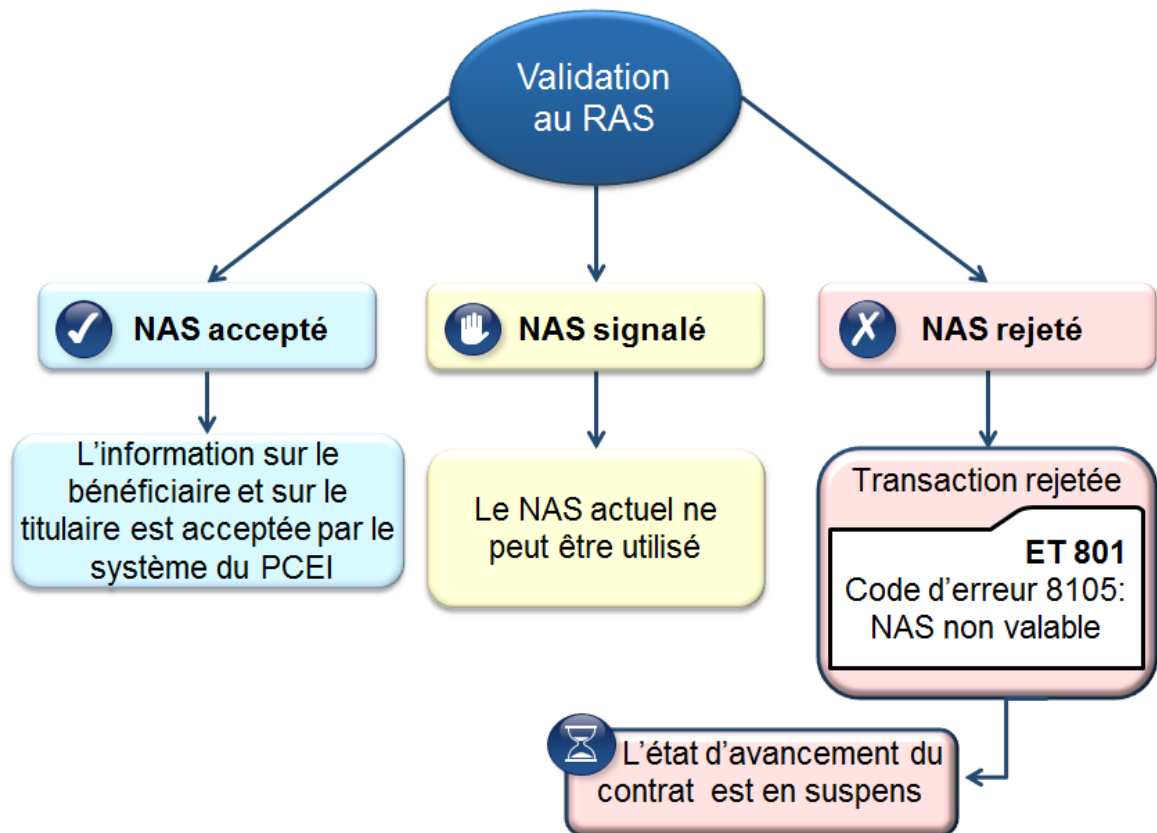 Validation
au RAS
NAS accepté
NAS signalé
NAS rejeté
L'information sur le
bénéficiaire et sur le
titulaire est acceptée par le
système du PCEI
Le NAS actuel ne
peut être utilisé
Transaction rejetée
ET 801
Code d'erreur 8105:
NAS non valable
L'état d'avancement du
contrat est en suspens